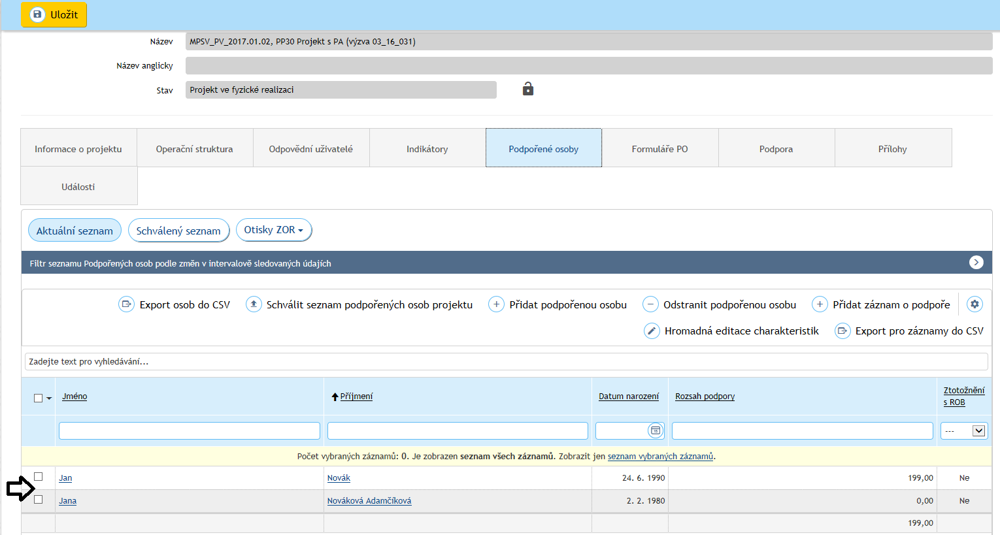 Uložit
Název MPSV_PV_2017.01.02, PP30 Projekt s PA (výzva 03_16_031)
Název anglicky
Stav Projekt ve fyzické realizaci
Informace o projektu Operační struktura Odpovědní uživatelé Indikátory Podpořené osoby Formuláře PO Podpora Přílohy
Události
Aktuální seznam Schválený seznam Otisky ZOR
Filtr seznamu Podpořených osob podle změn v intervalově sledovaných údajích
Export osob do CSV Schválit seznam podpořených osob projektu Přidat podpořenou osobu Odstranit podpořenou osobu Přidat záznam o podpoře
Hromadná editace charakteristik Export pro záznamy do CSV
Zadejte text pro vyhledávání...
Jméno Příjmení Datum narození Rozsah podpory Ztotožnění
s ROB
15 ---
Počet vybraných záznamů: 0. Je zobrazen seznam všech záznamů. Zobrazit jen seznam vybraných záznamů.
Jan Novák 24. 6. 1990 199,00 Ne
Jana Nováková Adamčíková 2. 2. 1980 0,00 Ne
199,00